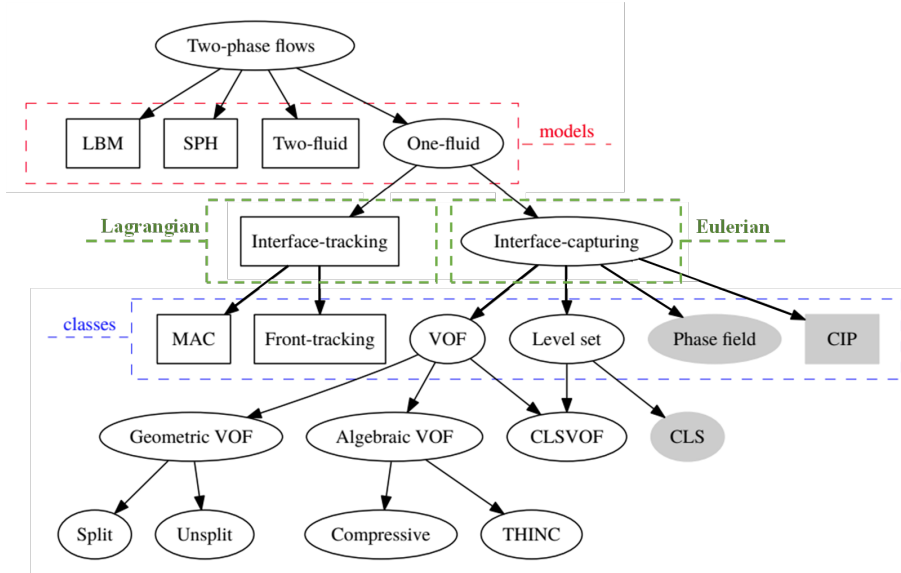 Two-phase flows
LBM
SPH
Two-fluid
One-fluid
models
Lagrangian
Interface-tracking
Interface-capturing
Eulerian
classes
MAC
Front-tracking
VOF
Level set
Phase field
CIP
Geometric VOF
Algebraic VOF
CLSVOF
CLS
Split
Unsplit
Compressive
THINC